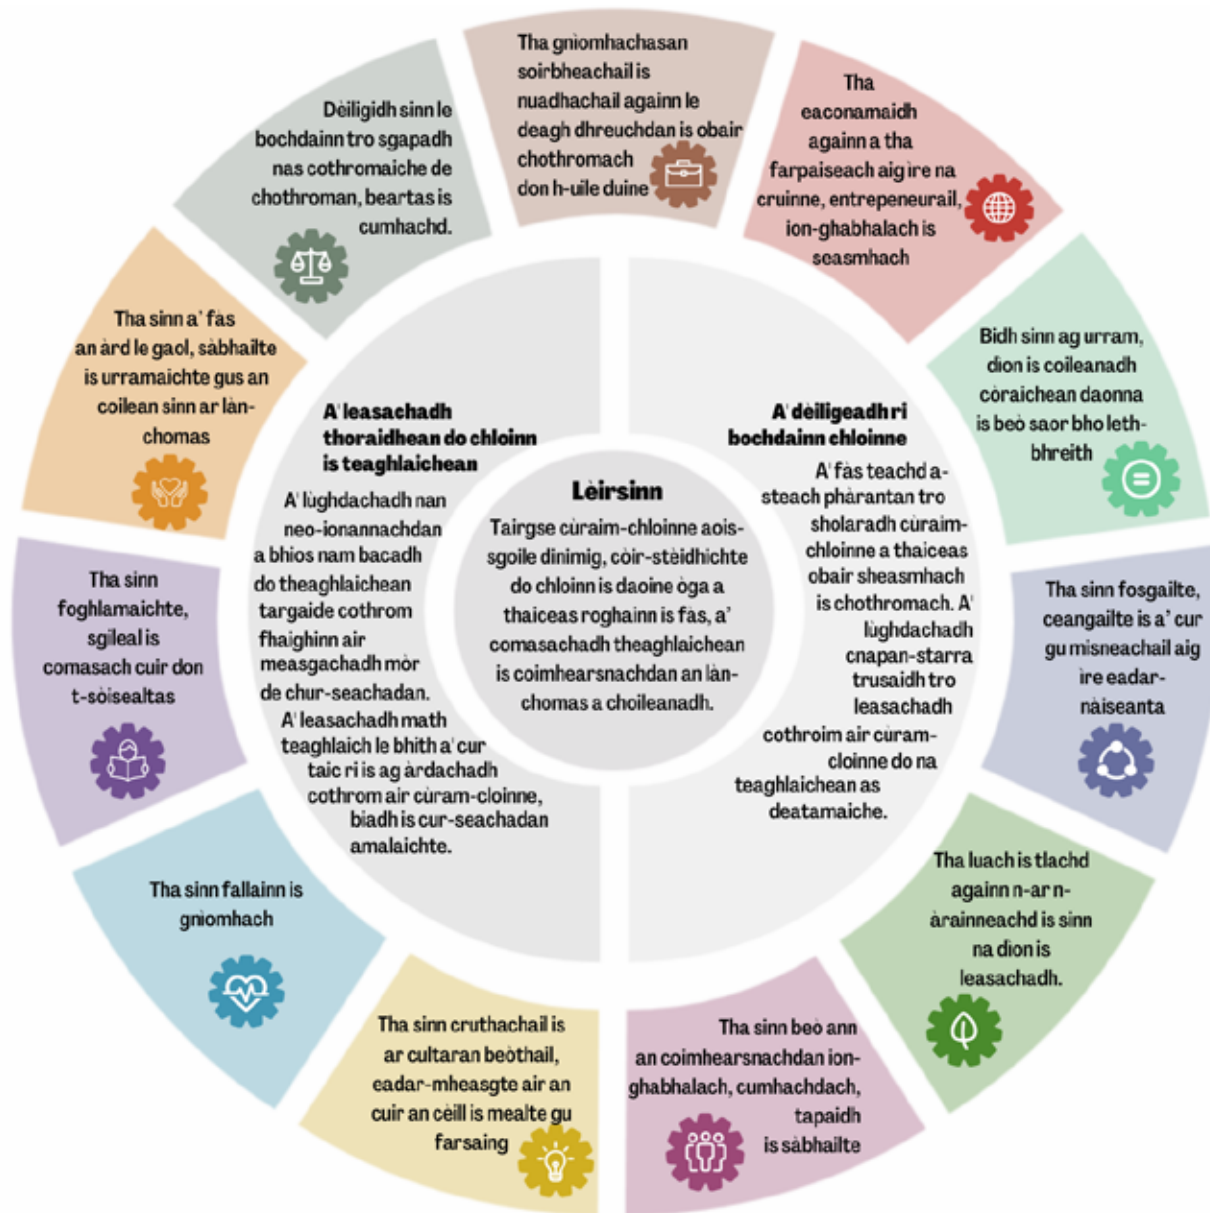 Tha gnìomhachasan
soirbheachail is
nuadhachail againn le
deagh dhreuchdan is obair
chothromach
don h-uile duine
Tha
eaconamaidh
againn a tha
farpaiseach aig ìre na
cruinne, entrepeneurail,
ion-ghabhalach is
seasmhach
Bidh sinn ag urram,
dìon is coileanadh
còraichean daonna
is beò saor bho leth-
bhreith
Tha sinn fosgailte,
ceangailte is a' cur
gu misneachail aig
ìre eadar-
nàiseanta
Tha luach is tlachd
againn n-ar n-
àrainneachd is sinn
na dìon is
leasachadh.
Tha sinn beò ann
an coimhearsnachdan ion-
ghabhalach, cumhachdach,
tapaidh
is sàbhailte
Tha sinn cruthachail is
ar cultaran beòthail,
eadar-mheasgte air an
cuir an cèill is mealte gu
farsaing
Tha sinn fallainn is
gnìomhach
Tha sinn
foghlamaichte,
sgileal is
comasach cuir don
t-sòisealtas
Tha sinn a' fàs
an àrd le gaol, sàbhailte
is urramaichte gus an
coilean sinn ar làn-
chomas
Dèiligidh sinn le
bochdainn tro sgapadh
nas cothromaiche de
chothroman, beartas is
cumhachd.
A' leasachadh
thoraidhean do chloinn
is teaghlaichean
A' lùghdachadh nan
neo-ionannachdan
a bhios nam bacadh
do theaghlaichean
targaide cothrom
fhaighinn air
measgachadh mòr
de chur-seachadan.
A' leasachadh math
teaghlaich le bhith a' cur
taic ri is ag àrdachadh
cothrom air cùram-cloinne,
biadh is cur-seachadan
amalaichte.
Lèirsinn
Tairgse cùraim-chloinne aois-
sgoile dinimig, còir-stèidhichte
do chloinn is daoine òga a
thaiceas roghainn is fàs, a'
comasachadh theaghlaichean
is coimhearsnachdan an làn-
chomas a choileanadh.
A' dèiligeadh ri
bochdainn chloinne
A' fàs teachd a-
steach phàrantan tro
sholaradh cùraim-
chloinne a thaiceas
obair sheasmhach
is chothromach. A'
lùghdachadh
cnapan-starra
trusaidh tro
leasachadh
cothroim air cùram-
cloinne do na
teaghlaichean as
deatamaiche.